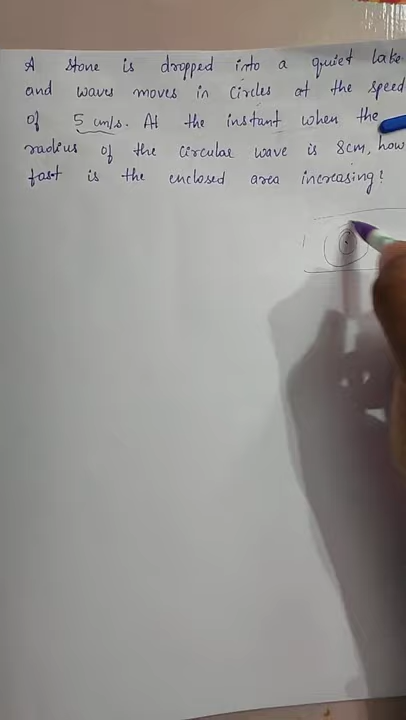 A stone is dropped into a quiet lake
and waves moves in circles at the speed
of 5 cm/s. At the instant when the
radius of the circular wave is 8cm, how
fast is the enclosed area increasing?